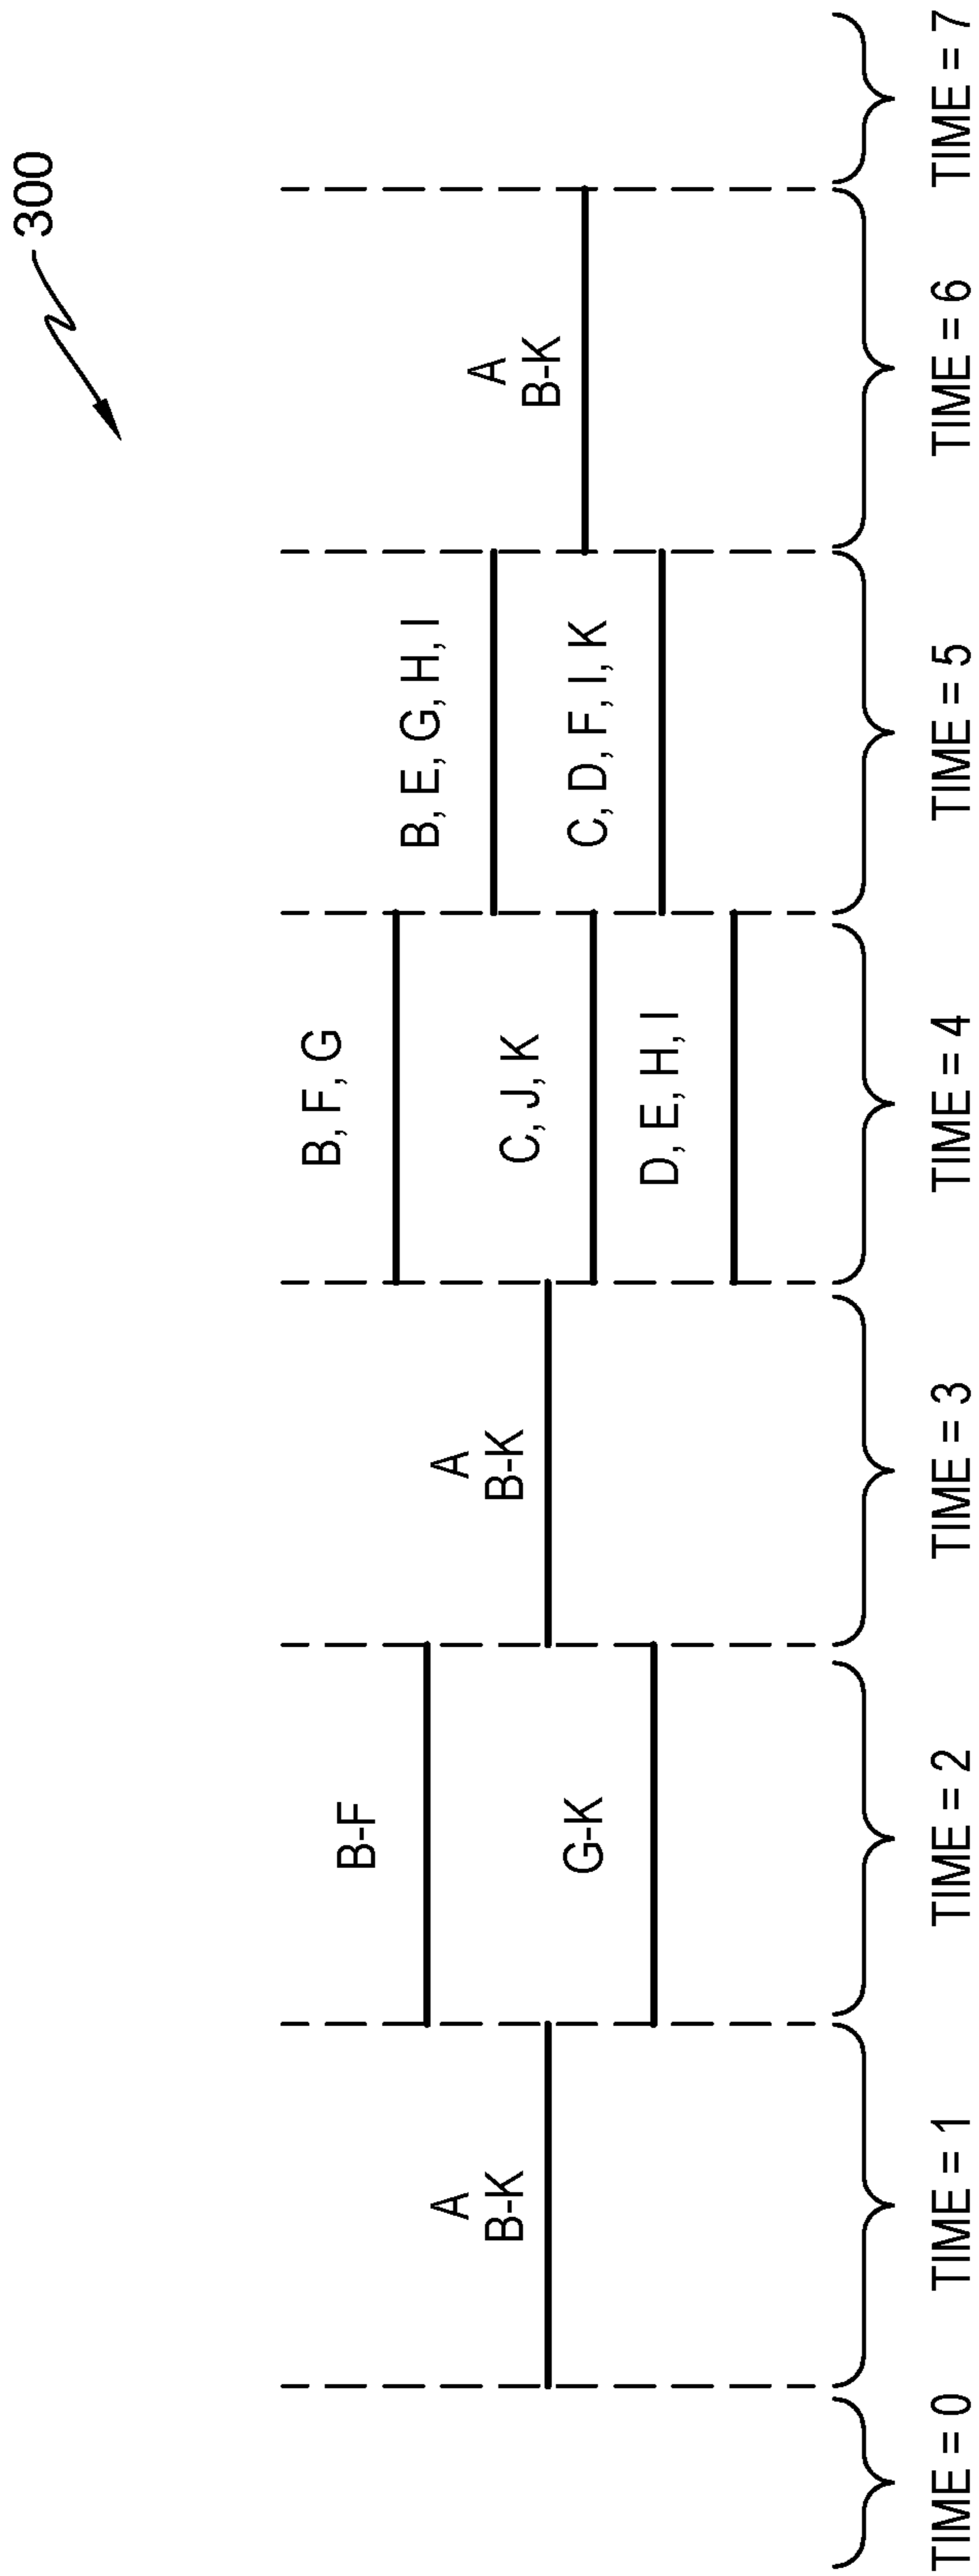 300
A
B-K
B-F
G-K
A
B-K
B, F, G
C, J, K
D, E, H, I
B, E, G, H, I
C, D, F, I, K
A
B-K
TIME = 0
TIME = 1
TIME = 2
TIME = 3
TIME = 4
TIME = 5
TIME = 6
TIME = 7